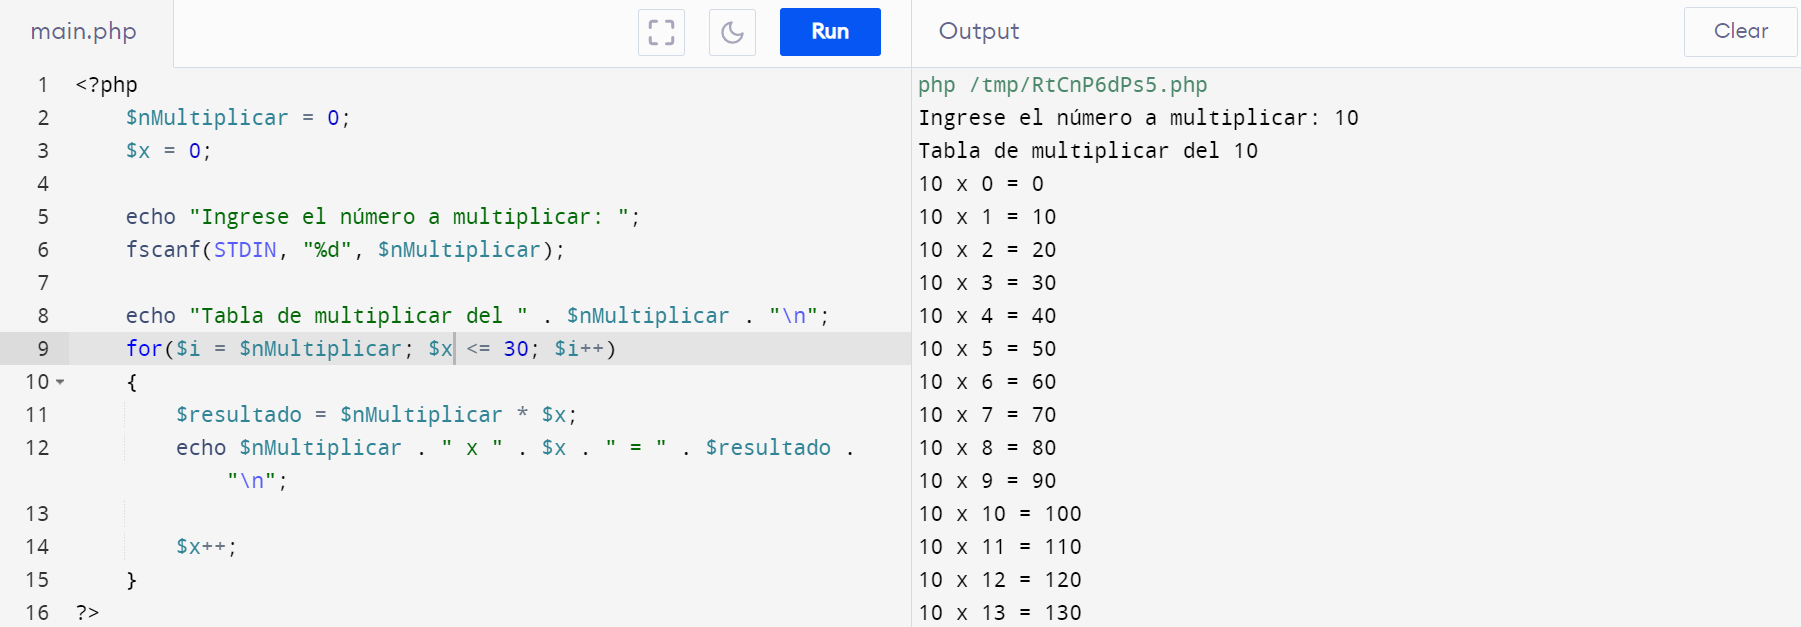 main.php
Run
Output
Clear
1 <?php
2 $nMultiplicar = 0;
3 $x = 0;
4
5 echo "Ingrese el número a multiplicar: ";
6 fscanf(STDIN, "%d", $nMultiplicar);
7
8 echo "Tabla de multiplicar del " . $nMultiplicar . "\n";
9 for($i = $nMultiplicar; $x <= 30; $i++)
10 {
11 $resultado = $nMultiplicar * $x;
12 echo $nMultiplicar . " x " . $x . " = " . $resultado .
"\n";
13
14 $x++;
15 }
16 ?>
php /tmp/RtCnP6dPs5.php
Ingrese el número a multiplicar: 10
Tabla de multiplicar del 10
10 x 0 = 0
10 x 1 = 10
10 x 2 = 20
10 x 3 = 30
10 x 4 = 40
10 x 5 = 50
10 x 6 = 60
10 x 7 = 70
10 x 8 = 80
10 x 9 = 90
10 x 10 = 100
10 x 11 = 110
10 x 12 = 120
10 x 13 = 130